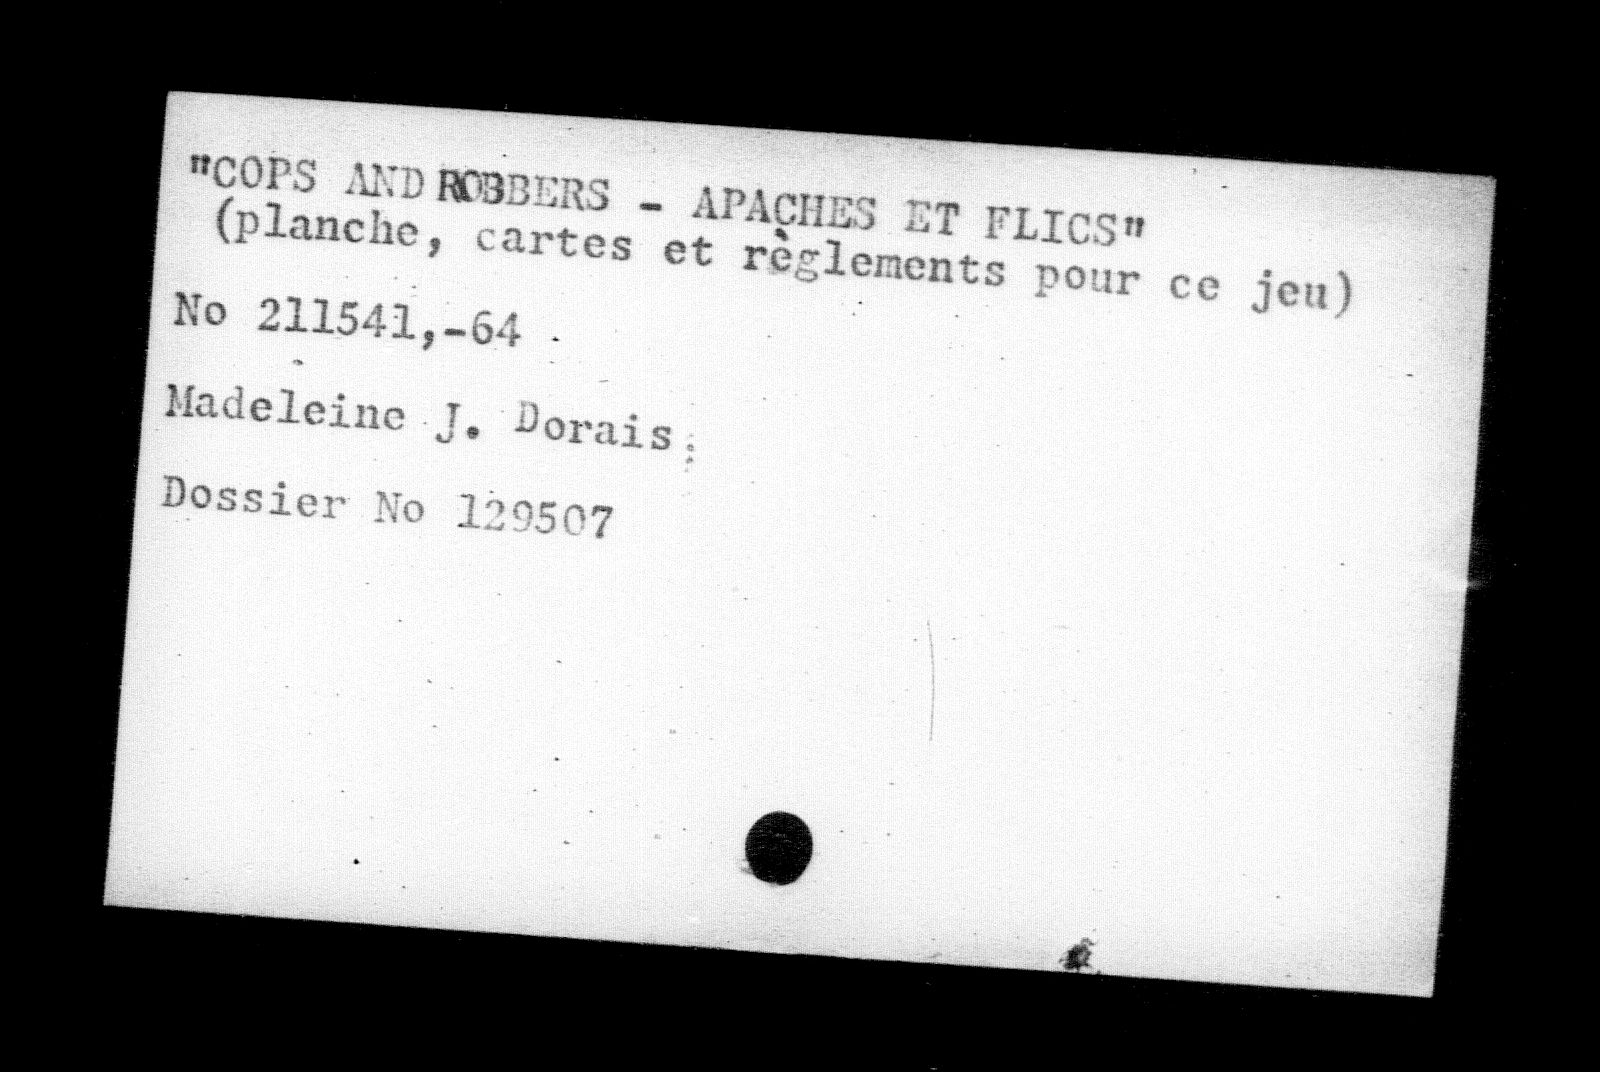 "COPS AND ROBBERS - APACHES ET FLICS"
(planche, cartes et règlements pour ce jeu)
No 211541,-64
Madeleine J. Dorais,
Dossier No 129507